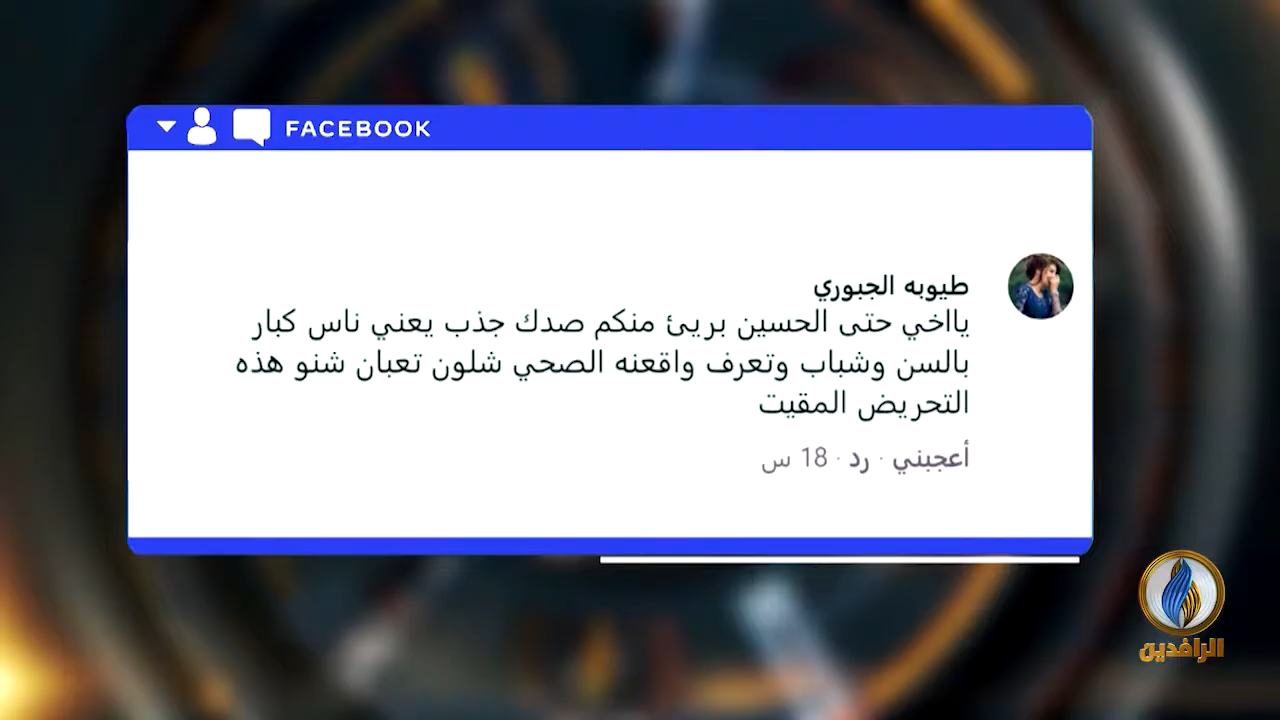 FACEBOOK
طيوبه الجبوري
يااخي حتى الحسين بريئ منكم صدك جذب يعني ناس كبار
بالسن وشباب وتعرف واقعنه الصحي شلون تعبان شنو هذه
التحريض المقيت
أعجبني · رد · 18 س
الرافدين